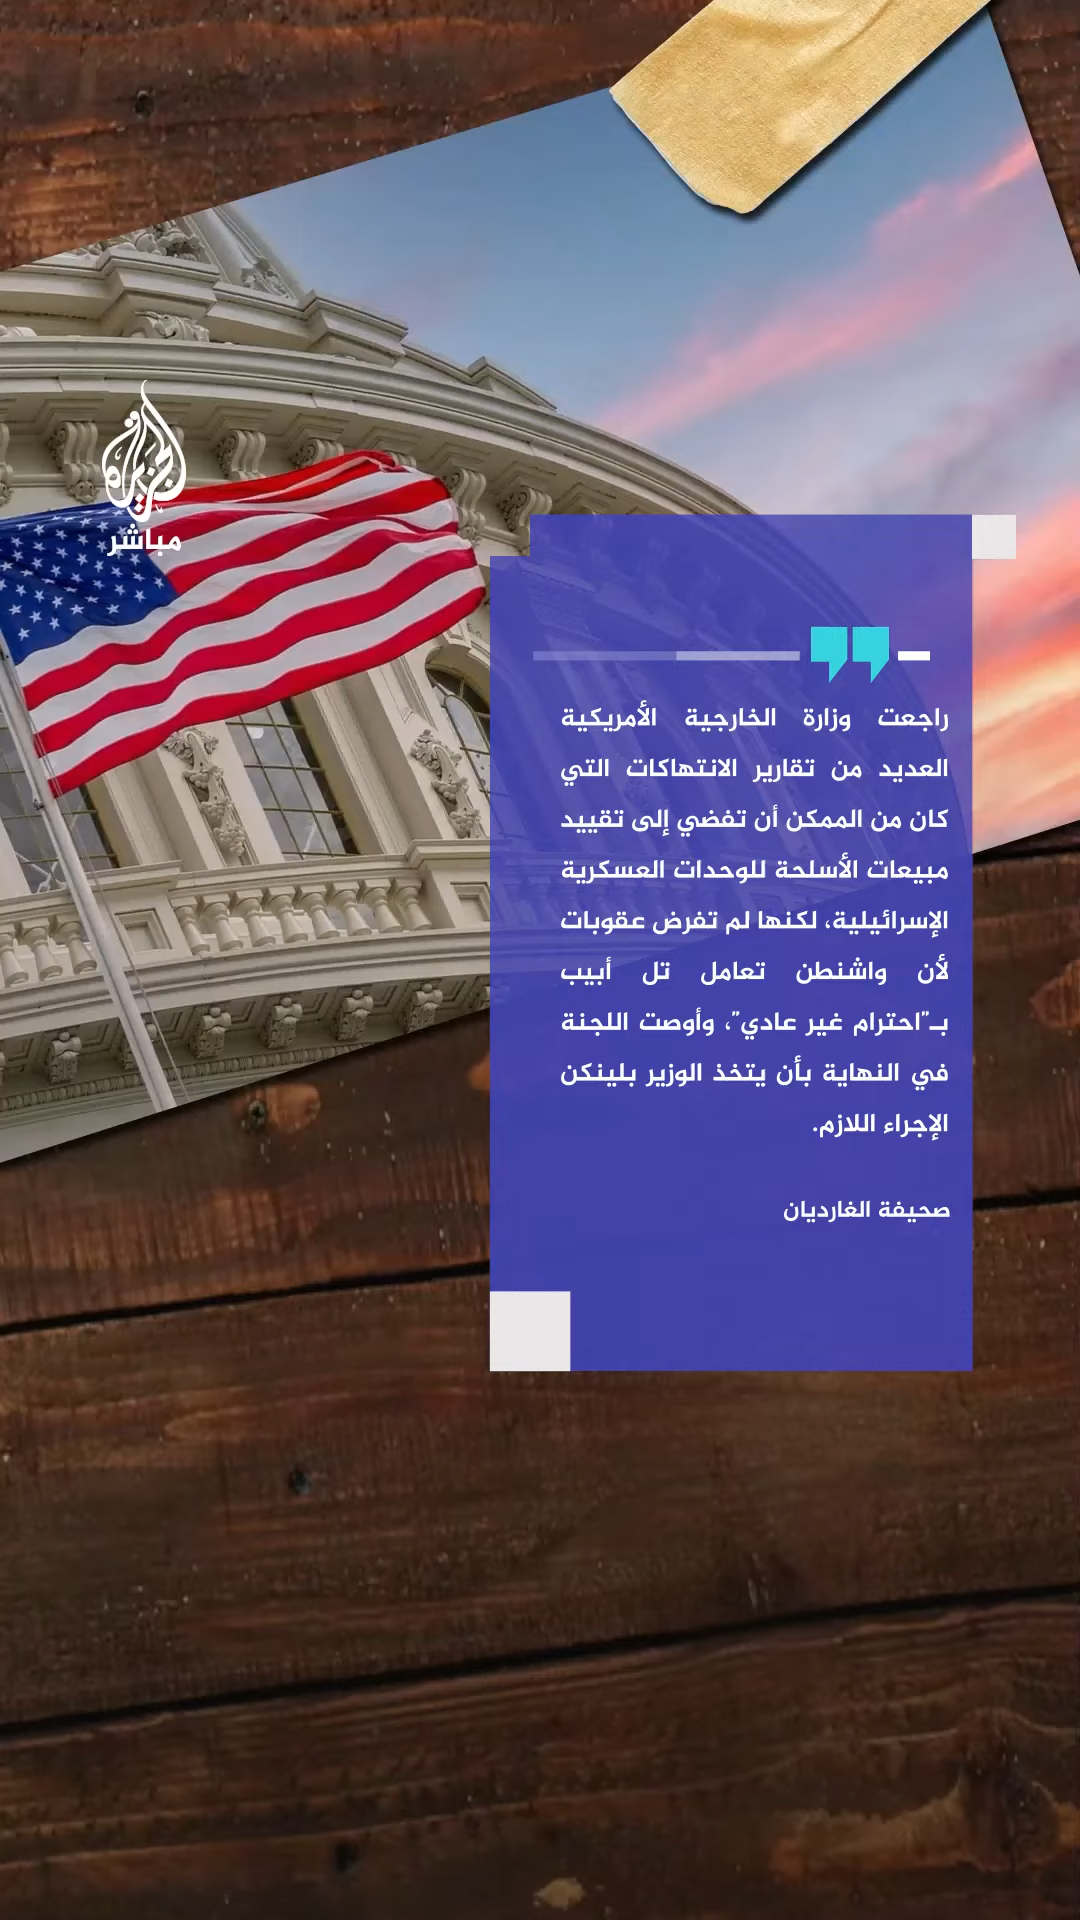 الجزيرة
مباشر
راجعت وزارة الخارجية الأمريكية
العديد من تقارير الانتهاكات التي
كان من الممكن أن تفضي إلى تقييد
مبيعات الأسلحة للوحدات العسكرية
الإسرائيلية، لكنها لم تفرض عقوبات
لأن واشنطن تعامل تل أبيب
بـ"احترام غير عادي"، وأوصت اللجنة
في النهاية بأن يتخذ الوزير بلينكن
الإجراء اللازم.
صحيفة الغارديان